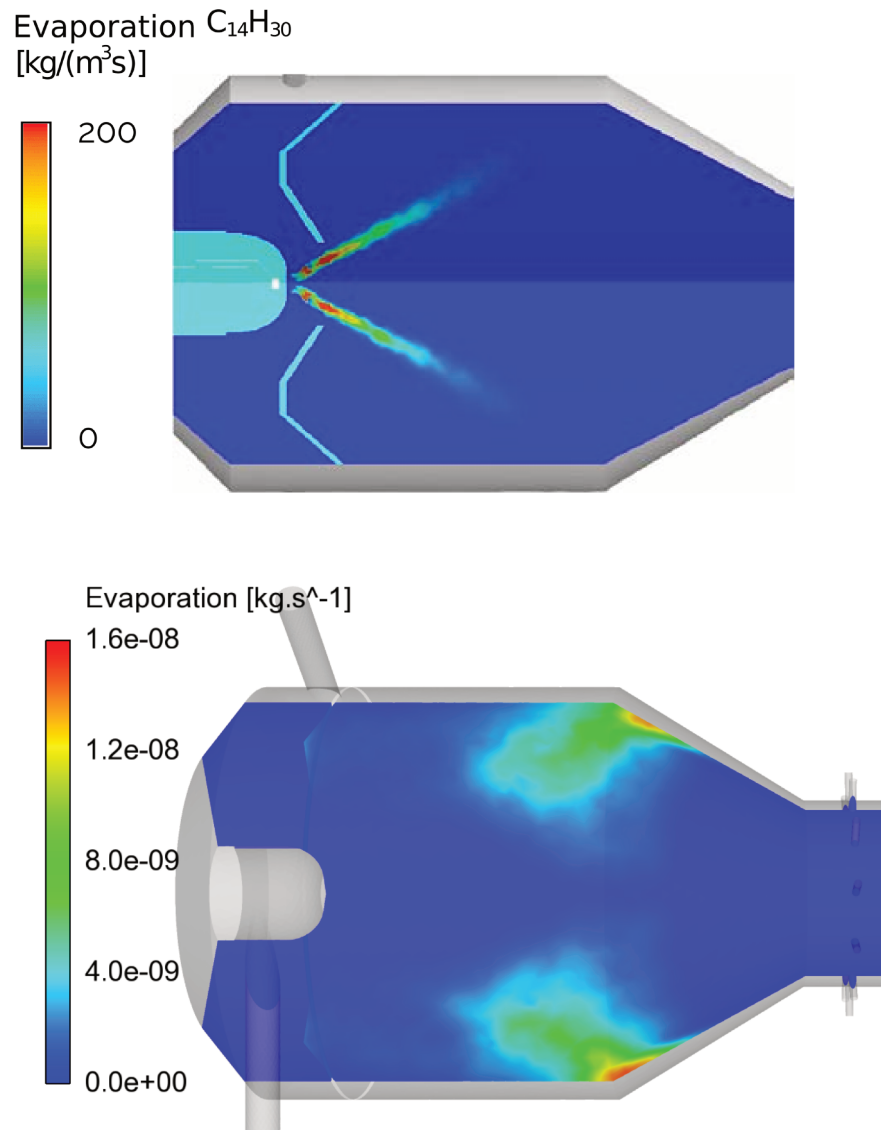 Evaporation C₁₄H₃₀
[kg/(m³s)]
200
0
Evaporation [kg.s^-1]
1.6e-08
1.2e-08
8.0e-09
4.0e-09
0.0e+00